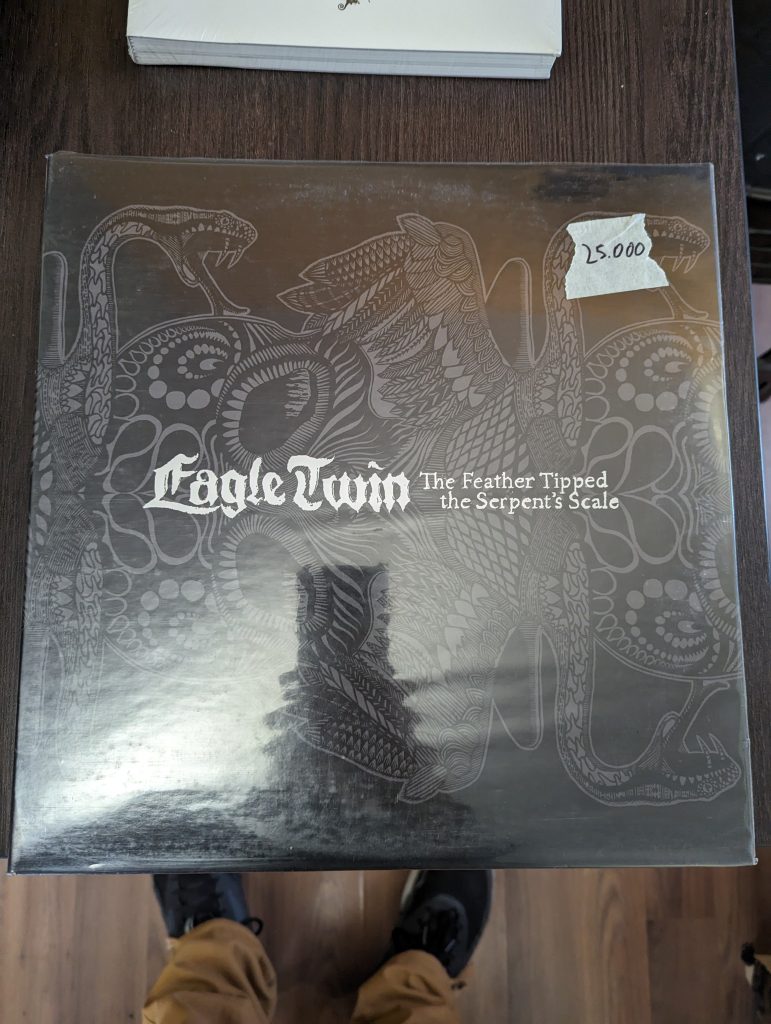 25.000
Eagle Twin
The Feather Tipped
the Serpent's Scale